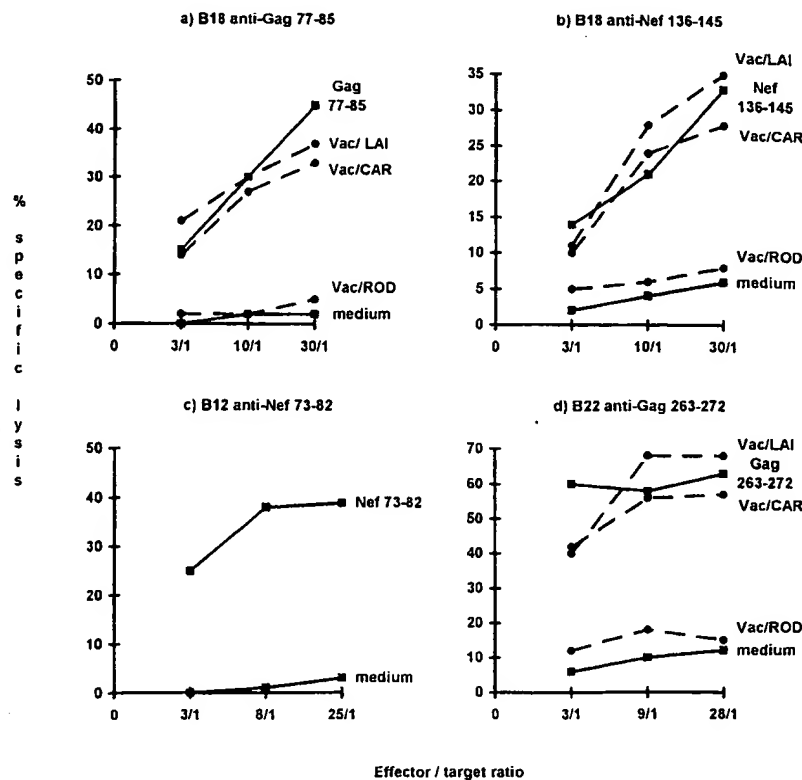 a) B18 anti-Gag 77-85
50
40
30
20
10
0
0
3/1
10/1
30/1
Gag
77-85
Vac/ LAI
Vac/CAR
Vac/ROD
medium
b) B18 anti-Nef 136-145
35
30
25
20
15
10
5
0
0
3/1
10/1
30/1
Vac/LAI
Nef
136-145
Vac/CAR
Vac/ROD
medium
% specific lysis
c) B12 anti-Nef 73-82
50
40
30
20
10
0
0
3/1
8/1
25/1
Nef 73-82
medium
d) B22 anti-Gag 263-272
70
60
50
40
30
20
10
0
0
3/1
9/1
28/1
Vac/LAI
Gag
263-272
Vac/CAR
Vac/ROD
medium
Effector / target ratio